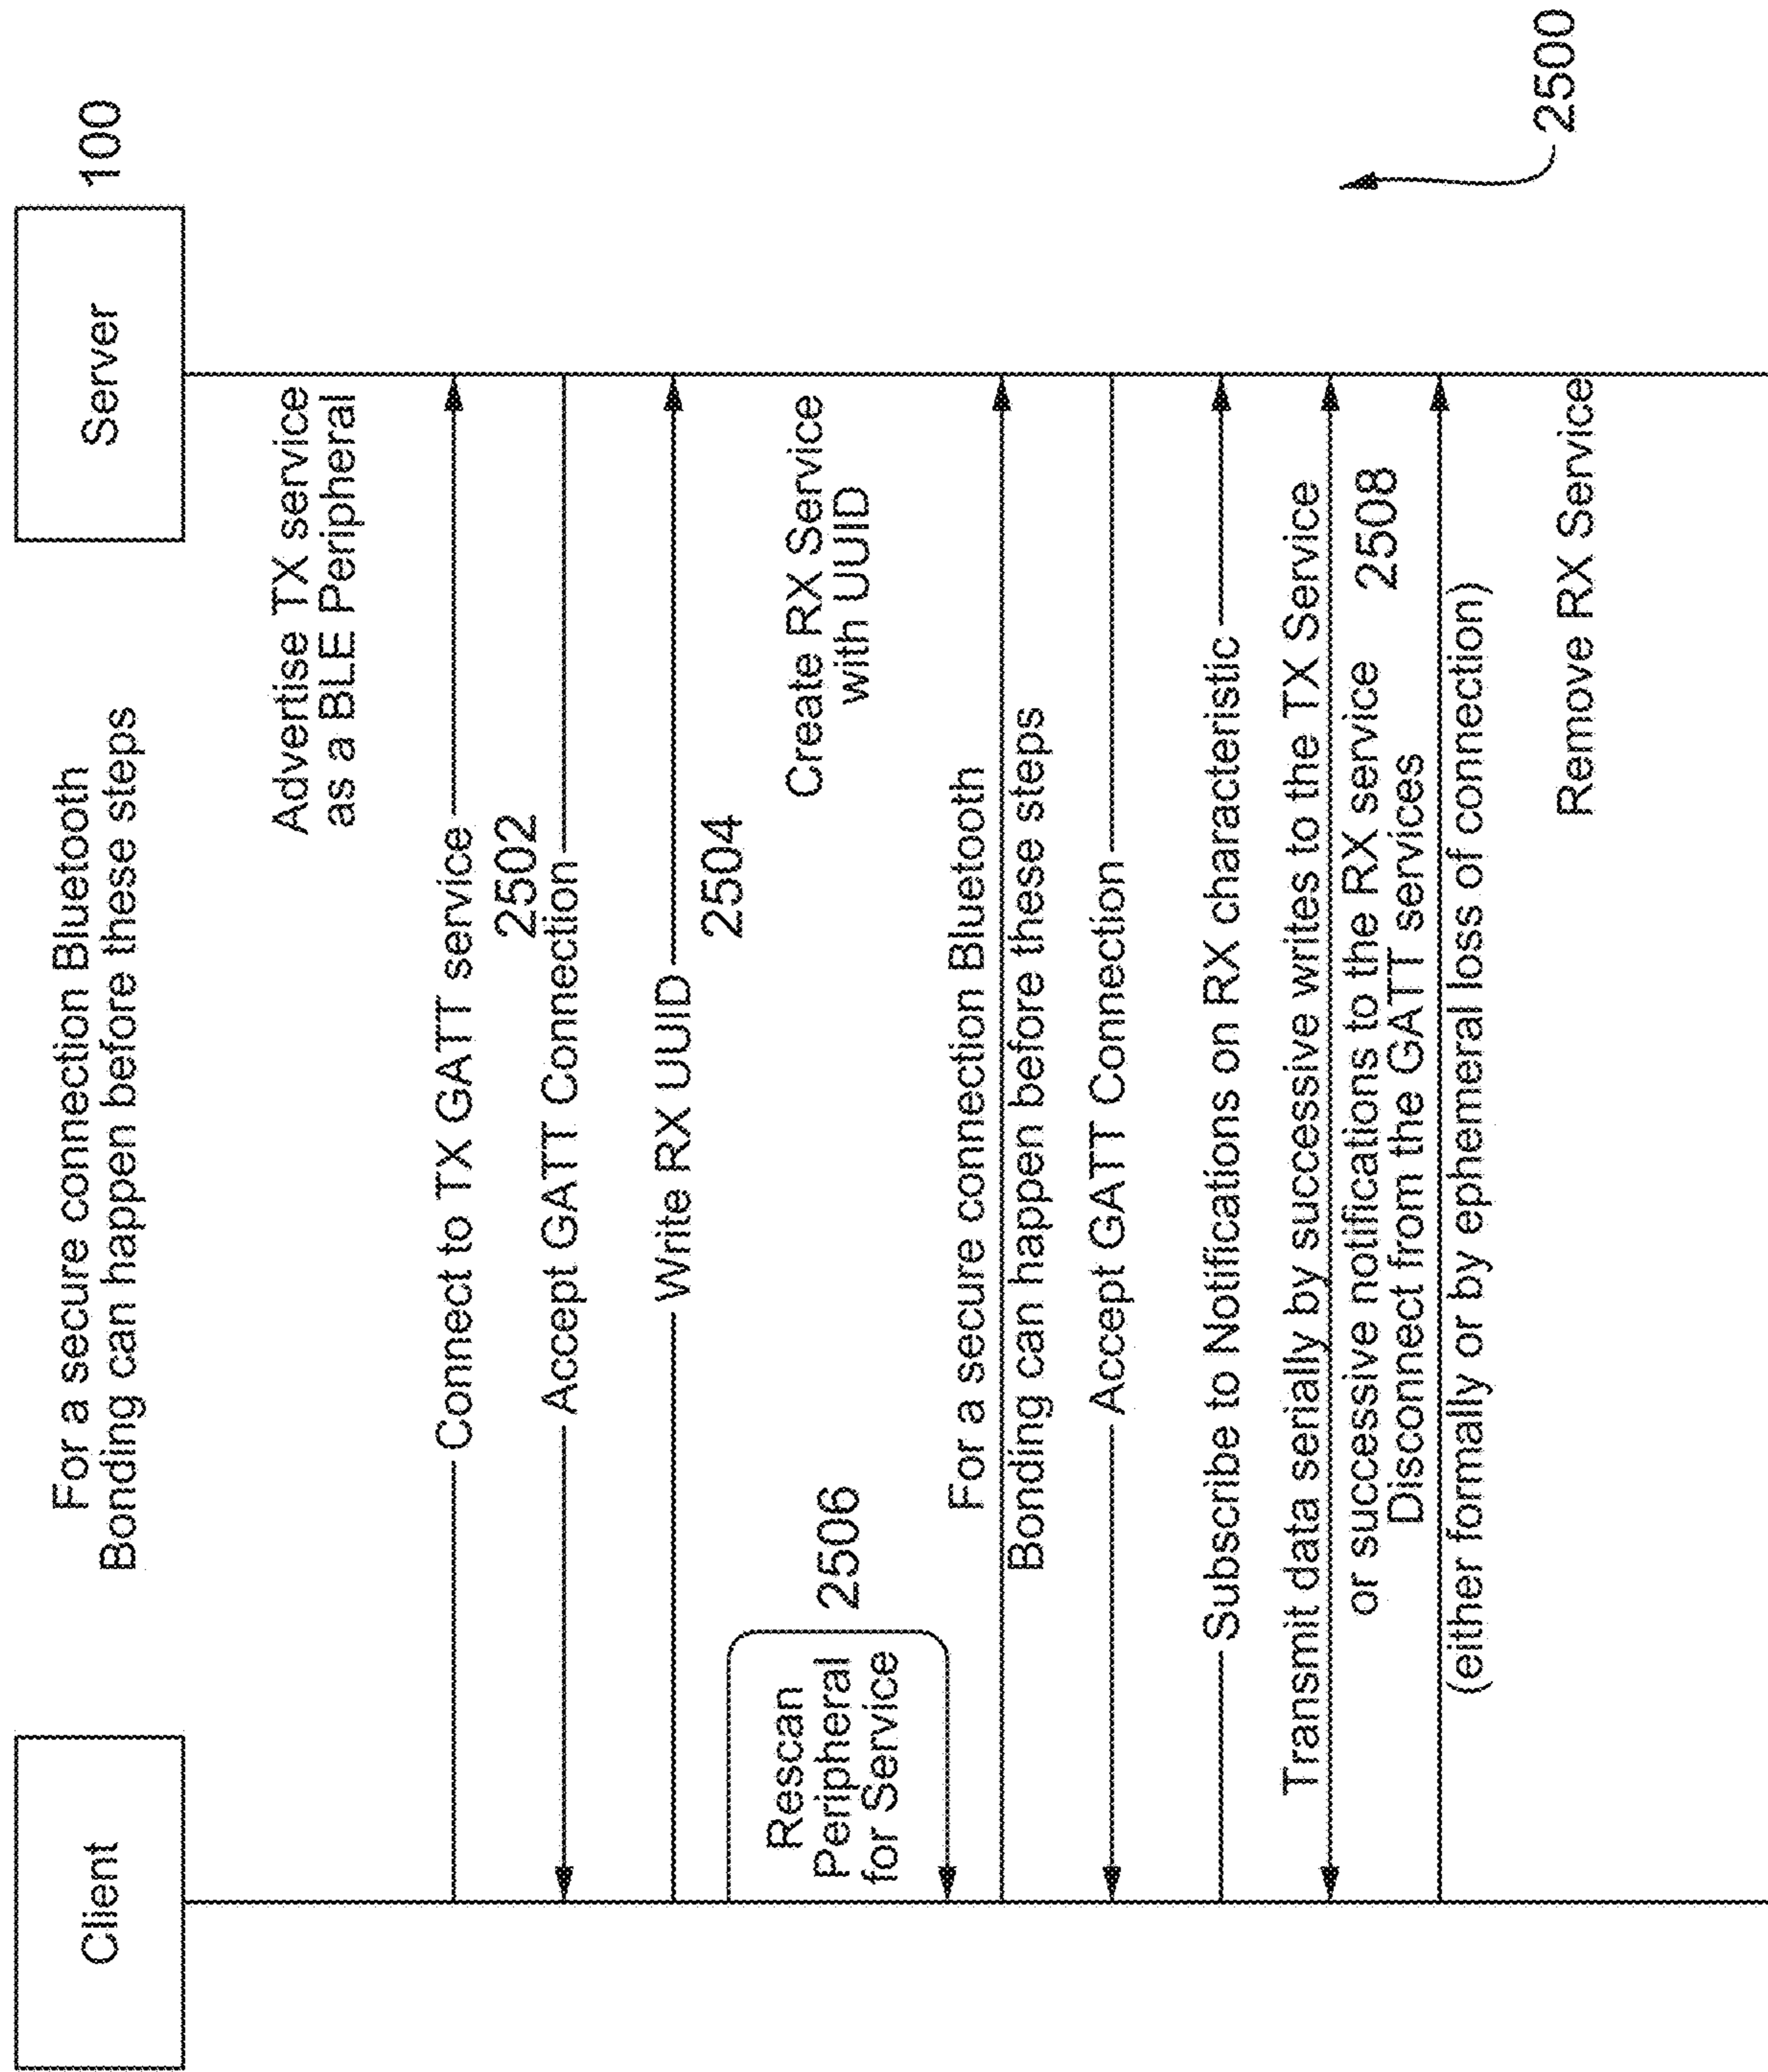 Client
Server
100
For a secure connection Bluetooth
Bonding can happen before these steps
Advertise TX service
as a BLE Peripheral
Connect to TX GATT service
2502
Accept GATT Connection
Write RX UUID
2504
Rescan
Peripheral
for Service
2506
Create RX Service
with UUID
For a secure connection Bluetooth
Bonding can happen before these steps
Accept GATT Connection
Subscribe to Notifications on RX characteristic
Transmit data serially by successive writes to the TX Service
or successive notifications to the RX service
2508
Disconnect from the GATT services
(either formally or by ephemeral loss of connection)
Remove RX Service
2500